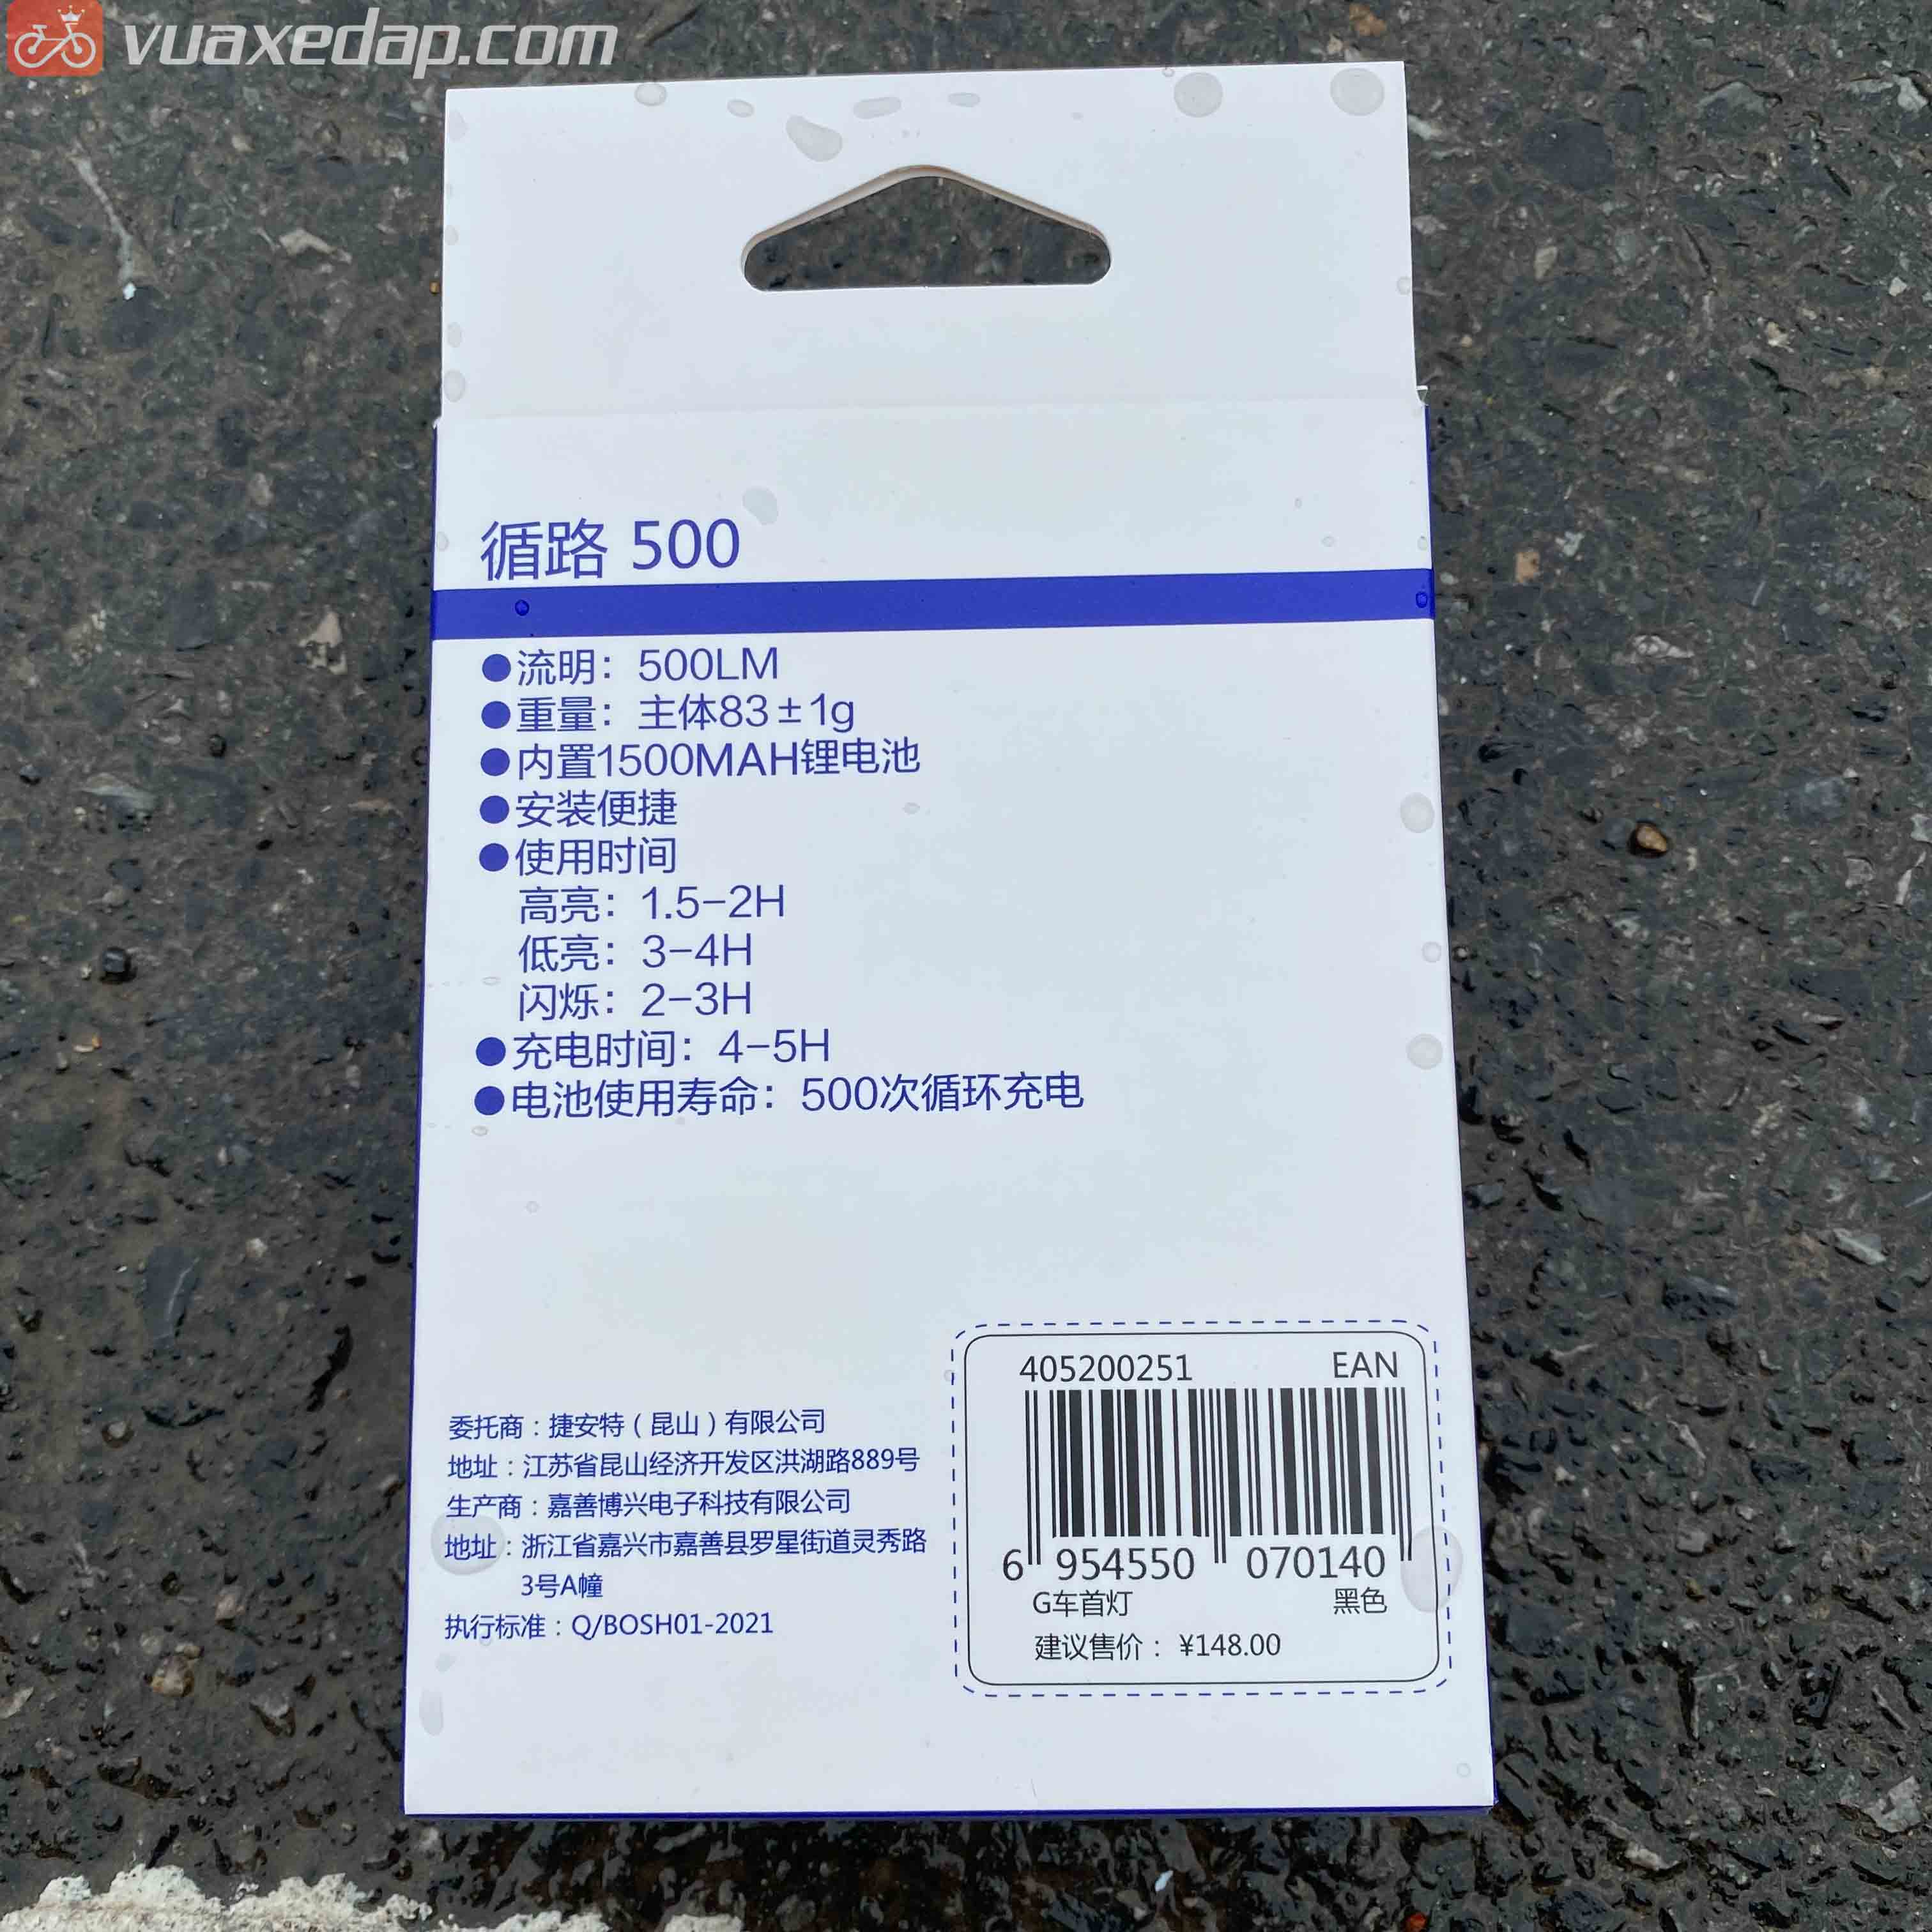 vuaxedap.com
循路 500
●流明：500LM
●重量：主体83±1g
●内置1500MAH锂电池
●安装便捷
●使用时间
高亮：1.5-2H
低亮：3-4H
闪烁：2-3H
●充电时间：4-5H
●电池使用寿命：500次循环充电
委托商：捷安特（昆山）有限公司
地址：江苏省昆山经济开发区洪湖路889号
生产商：嘉善博兴电子科技有限公司
地址：浙江省嘉兴市嘉善县罗星街道灵秀路
3号A幢
执行标准：Q/BOSH01-2021
405200251 EAN
6 954550 070140
G车首灯 黑色
建议售价： ¥148.00